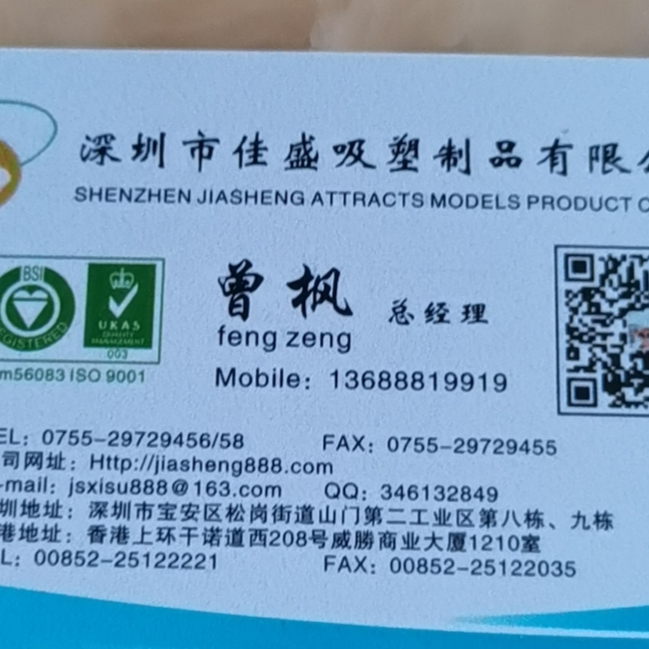 深圳市佳盛吸塑制品有限
SHENZHEN JIASHENG ATTRACTS MODELS PRODUCT C
BSI
REGISTERED
UKAS
QUALITY
MANAGEMENT
003
m56083 ISO 9001
曾枫 总经理
feng zeng
Mobile：13688819919
EL：0755-29729456/58 FAX：0755-29729455
司网址：Http://jiasheng888.com
-mail：jsxisu888@163.com QQ：346132849
圳地址：深圳市宝安区松岗街道山门第二工业区第八栋、九栋
港地址：香港上环干诺道西208号威勝商业大厦1210室
L：00852-25122221 FAX：00852-25122035